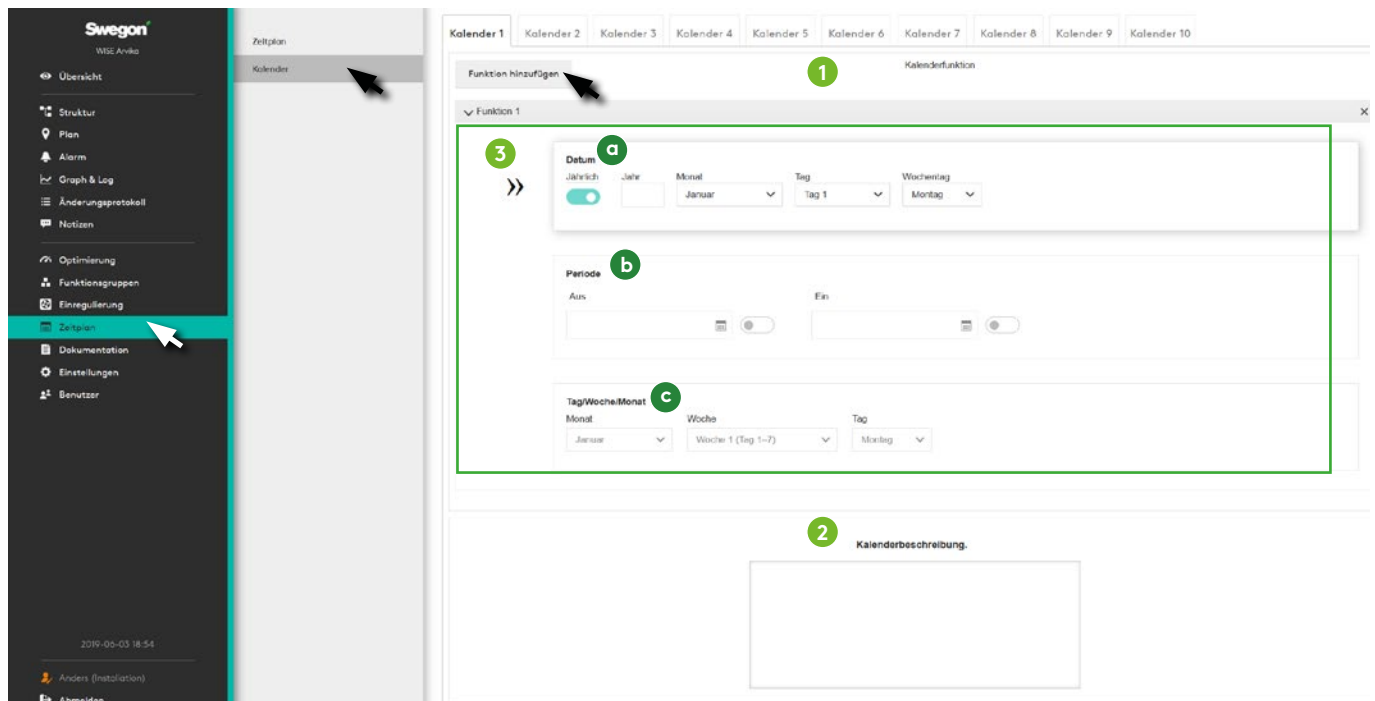 Swegon
WISE Arvika
Übersicht
Struktur
Plan
Alarm
Graph & Log
Änderungsprotokoll
Notizen
Optimierung
Funktionsgruppen
Einregulierung
Zeitplan
Dokumentation
Einstellungen
Benutzer
2019-06-03 18:54
Anders (Installation)
Abmelden
Zeitplan
Kalender
Kalender 1 Kalender 2 Kalender 3 Kalender 4 Kalender 5 Kalender 6 Kalender 7 Kalender 8 Kalender 9 Kalender 10
Funktion hinzufügen 1 Kalenderfunktion
Funktion 1
3 Datum a
Jährlich Jahr Monat Tag Wochentag
Januar Tag 1 Montag
Periode b
Aus Ein
Tag/Woche/Monat c
Monat Woche Tag
Januar Woche 1 (Tag 1–7) Montag
2 Kalenderbeschreibung.